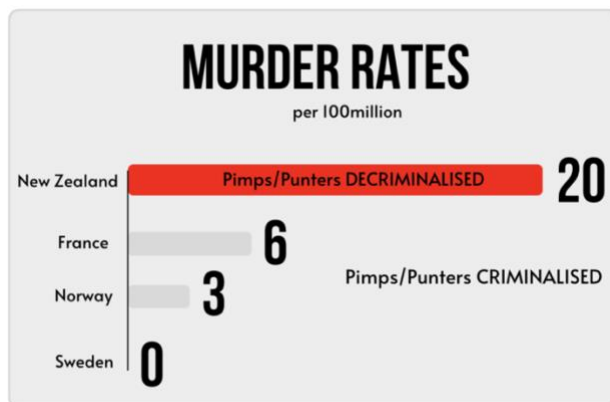 MURDER RATES
per 100million
New Zealand
Pimps/Punters DECRIMINALISED
20
France
6
Pimps/Punters CRIMINALISED
Norway
3
Sweden
0